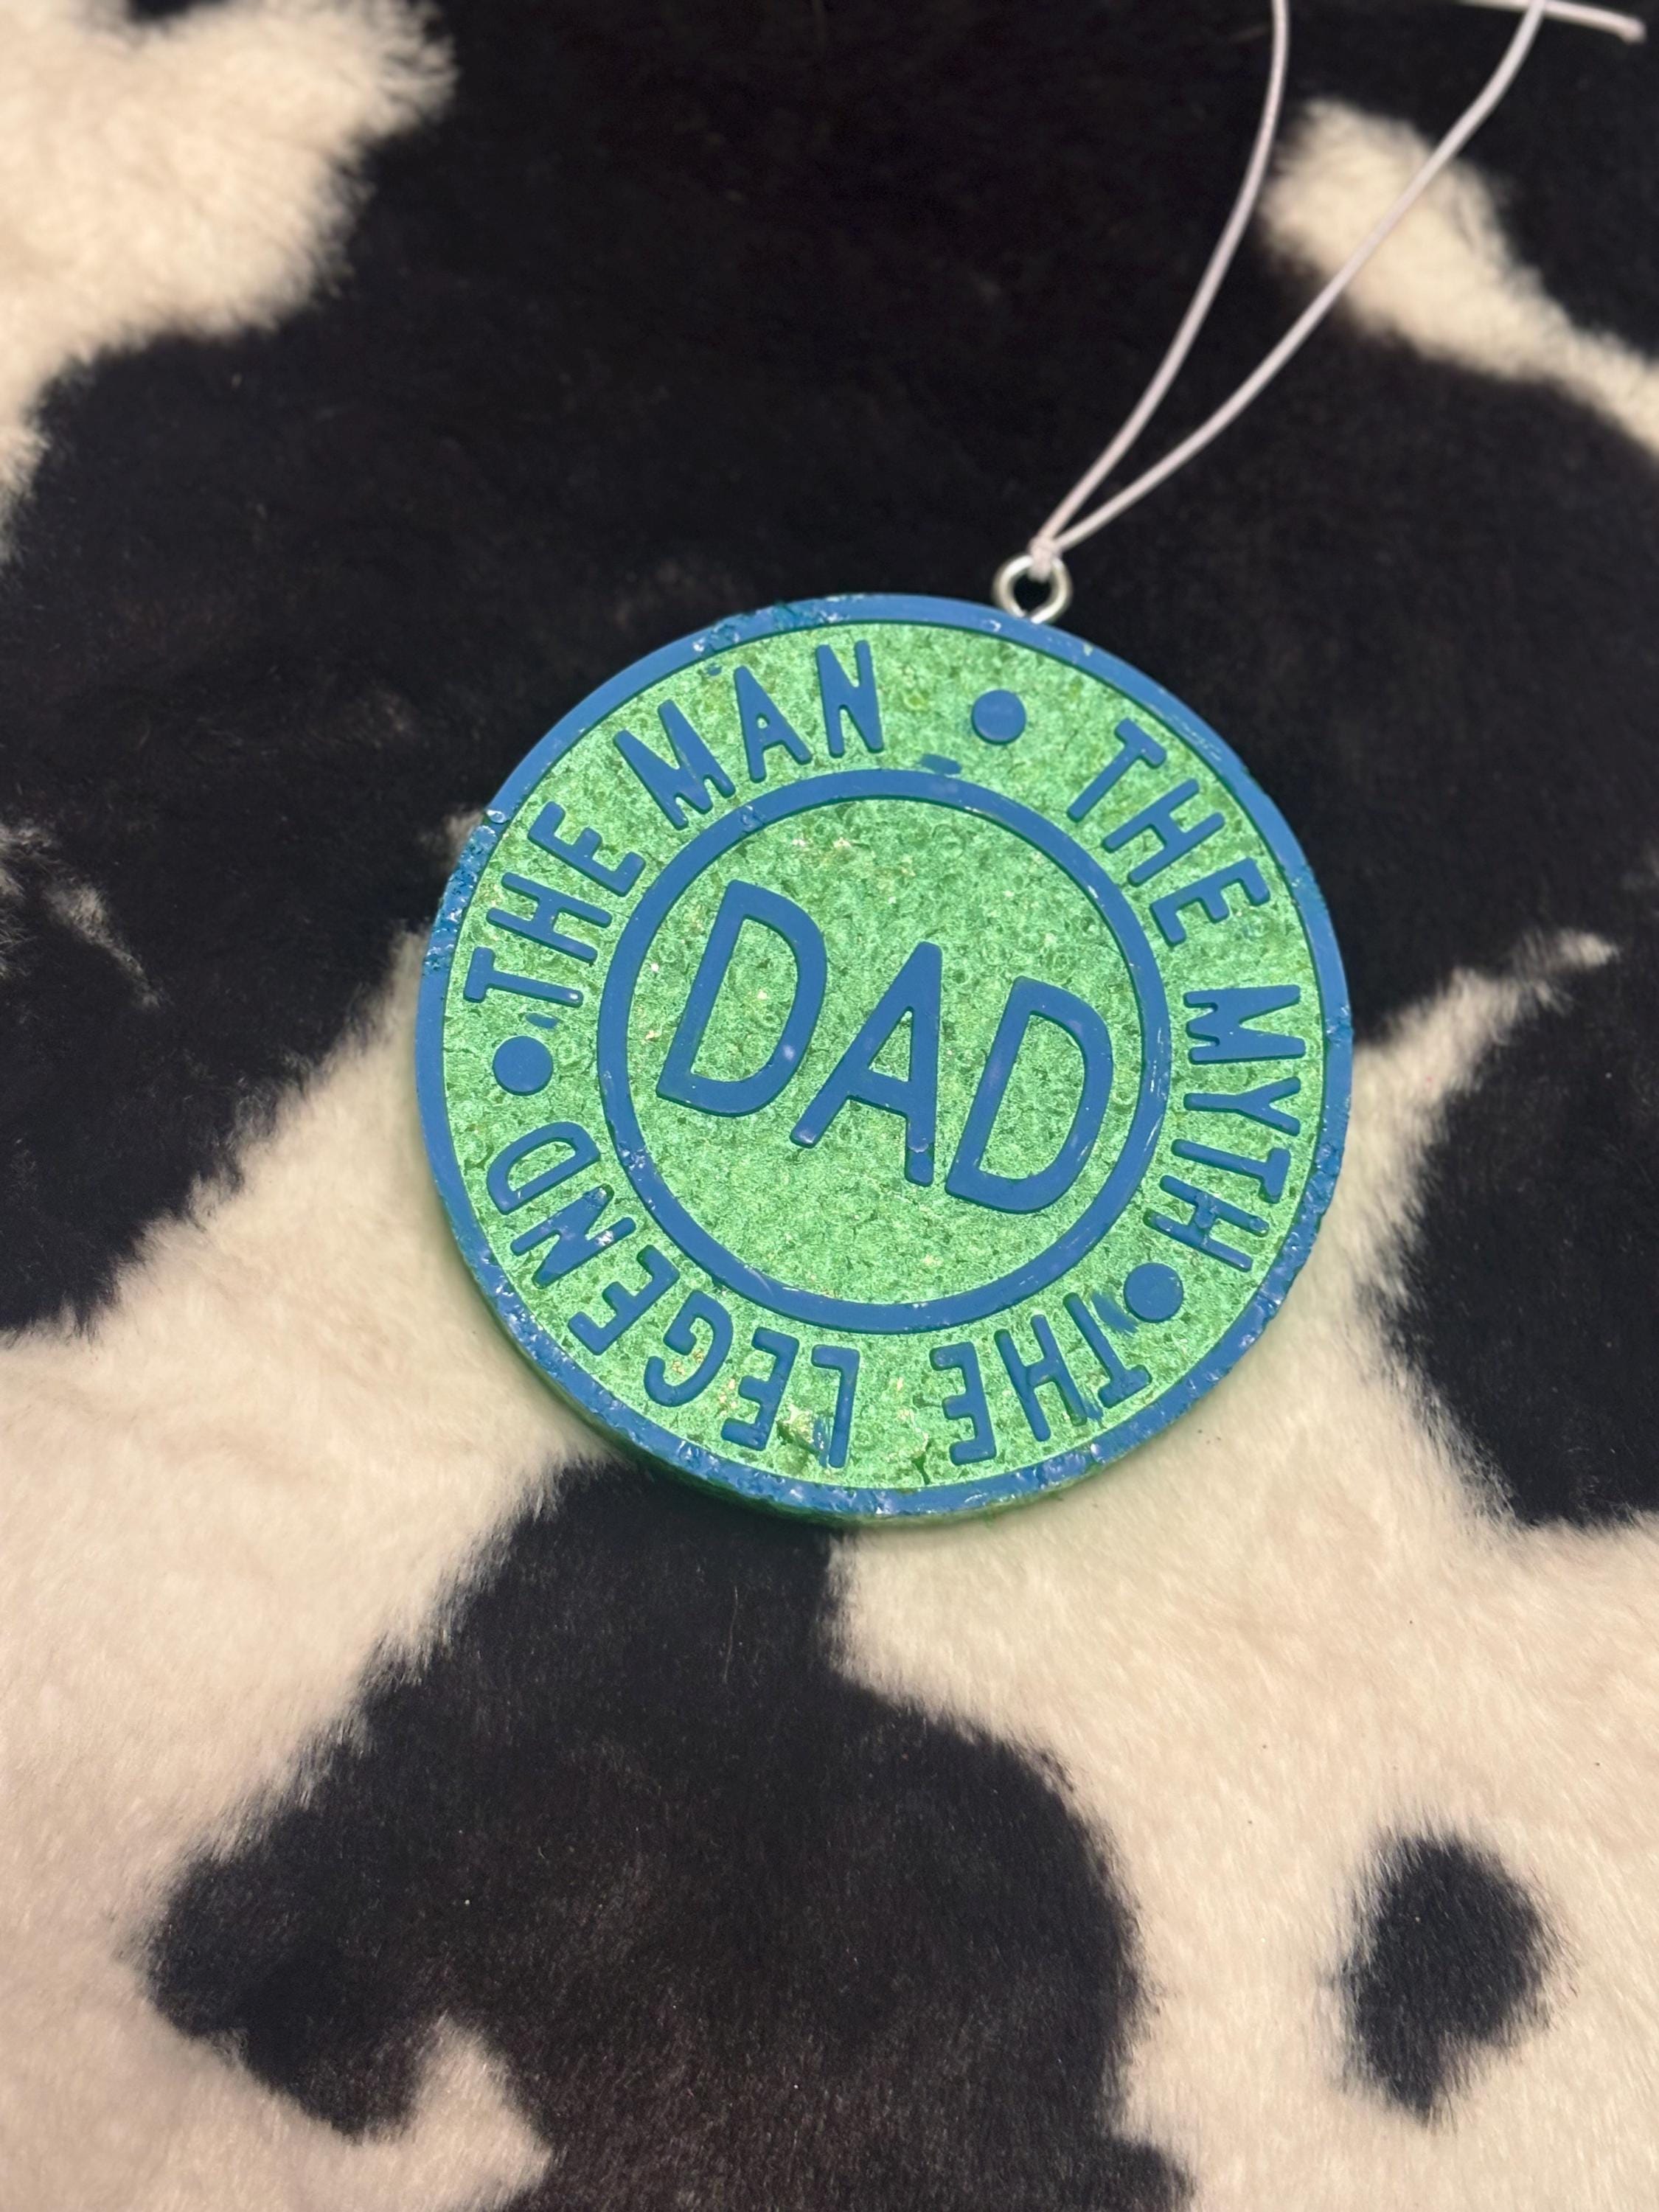 THE MAN • THE MYTH • THE LEGEND •
DAD